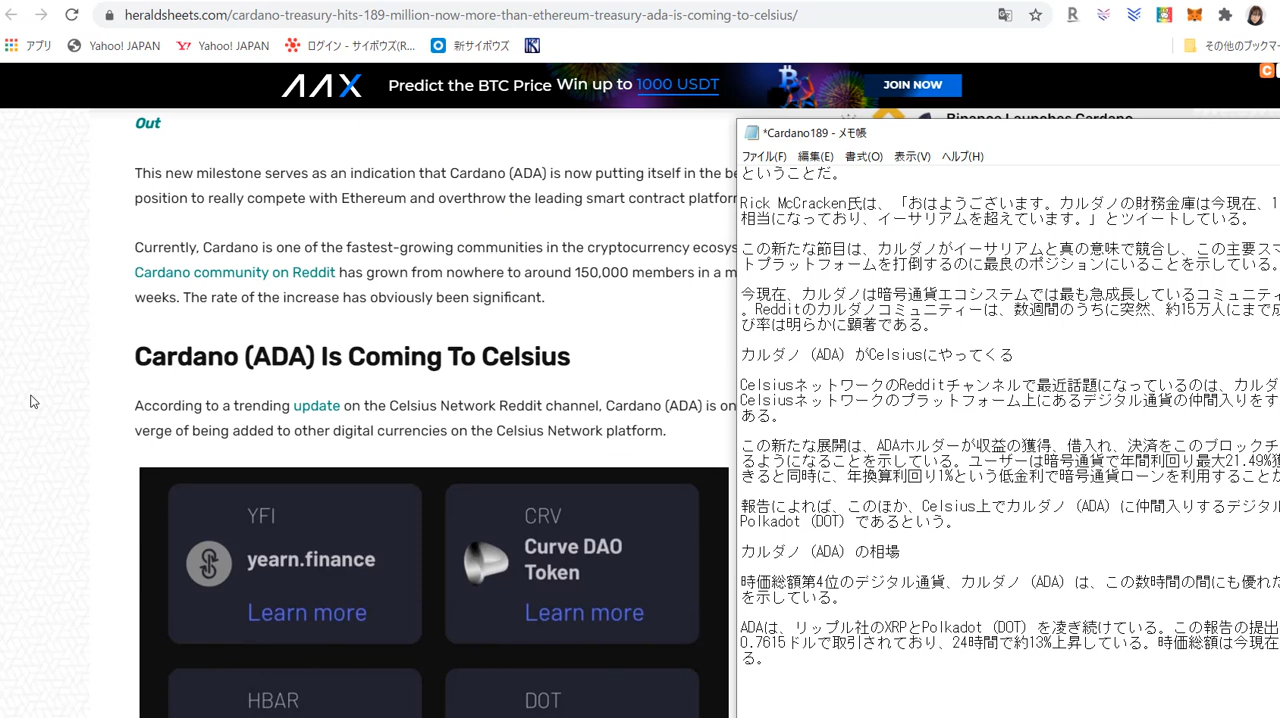 heraldsheets.com/cardano-treasury-hits-189-million-now-more-than-ethereum-treasury-ada-is-coming-to-celsius/
アプリ Yahoo! JAPAN Yahoo! JAPAN ログイン - サイボウズ(R... 新サイボウズ その他のブックマー
AAX Predict the BTC Price Win up to 1000 USDT JOIN NOW
Out
This new milestone serves as an indication that Cardano (ADA) is now putting itself in the be
position to really compete with Ethereum and overthrow the leading smart contract platfor
Currently, Cardano is one of the fastest-growing communities in the cryptocurrency ecosy
Cardano community on Reddit has grown from nowhere to around 150,000 members in a m
weeks. The rate of the increase has obviously been significant.
Cardano (ADA) Is Coming To Celsius
According to a trending update on the Celsius Network Reddit channel, Cardano (ADA) is on
verge of being added to other digital currencies on the Celsius Network platform.
YFI
yearn.finance
Learn more
CRV
Curve DAO
Token
Learn more
HBAR
DOT
Binance Launches Cardano
*Cardano189 - メモ帳
ファイル(F) 編集(E) 書式(O) 表示(V) ヘルプ(H)
ということだ。
Rick McCracken氏は、「おはようございます。カルダノの財務金庫は今現在、1
相当になっており、イーサリアムを超えています。」とツイートしている。
この新たな節目は、カルダノがイーサリアムと真の意味で競合し、この主要スマ
トプラットフォームを打倒するのに最良のポジションにいることを示している。
今現在、カルダノは暗号通貨エコシステムでは最も急成長しているコミュニティ
。Redditのカルダノコミュニティーは、数週間のうちに突然、約15万人にまで成
び率は明らかに顕著である。
カルダノ (ADA) がCelsiusにやってくる
CelsiusネットワークのRedditチャンネルで最近話題になっているのは、カルダ
Celsiusネットワークのプラットフォーム上にあるデジタル通貨の仲間入りをす
ある。
この新たな展開は、ADAホルダーが収益の獲得、借入れ、決済をこのブロックチ
るようになることを示している。ユーザーは暗号通貨で年間利回り最大21.49%獲
きると同時に、年換算利回り1%という低金利で暗号通貨ローンを利用することが
報告によれば、このほか、Celsius上でカルダノ (ADA) に仲間入りするデジタル
Polkadot (DOT) であるという。
カルダノ (ADA) の相場
時価総額第4位のデジタル通貨、カルダノ (ADA) は、この数時間の間にも優れた
を示している。
ADAは、リップル社のXRPとPolkadot (DOT) を凌ぎ続けている。この報告の提出
0.7615ドルで取引されており、24時間で約13%上昇している。時価総額は今現在
る。